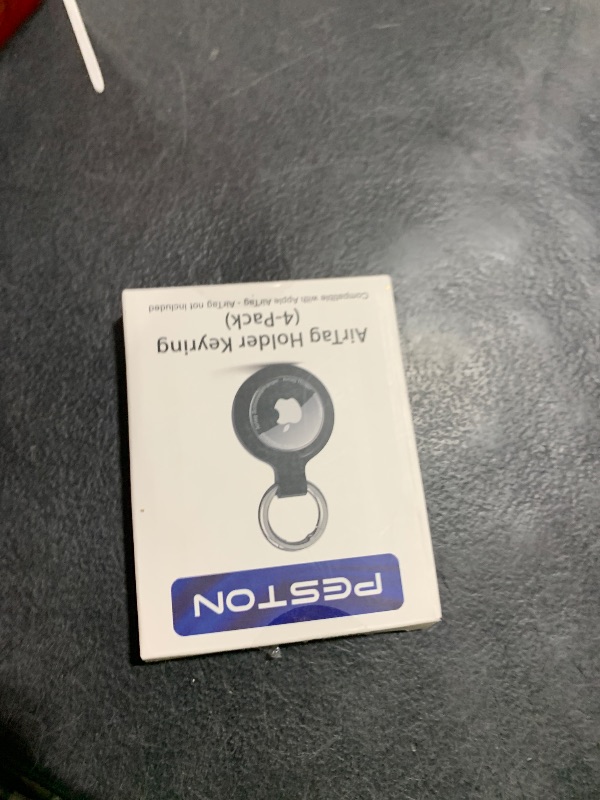 PESTON
AirTag Holder Keyring
(4-Pack)
Compatible with Apple AirTag - AirTag not included